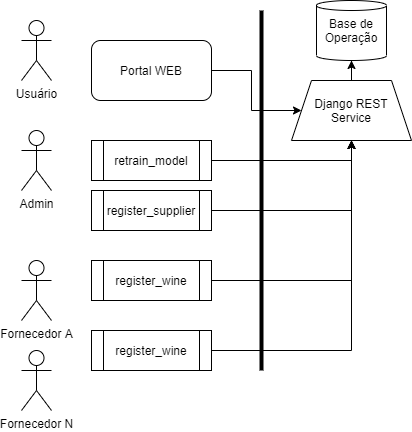 Base de
Operação
Usuário
Portal WEB
Django REST
Service
Admin
retrain_model
register_supplier
Fornecedor A
register_wine
register_wine
Fornecedor N